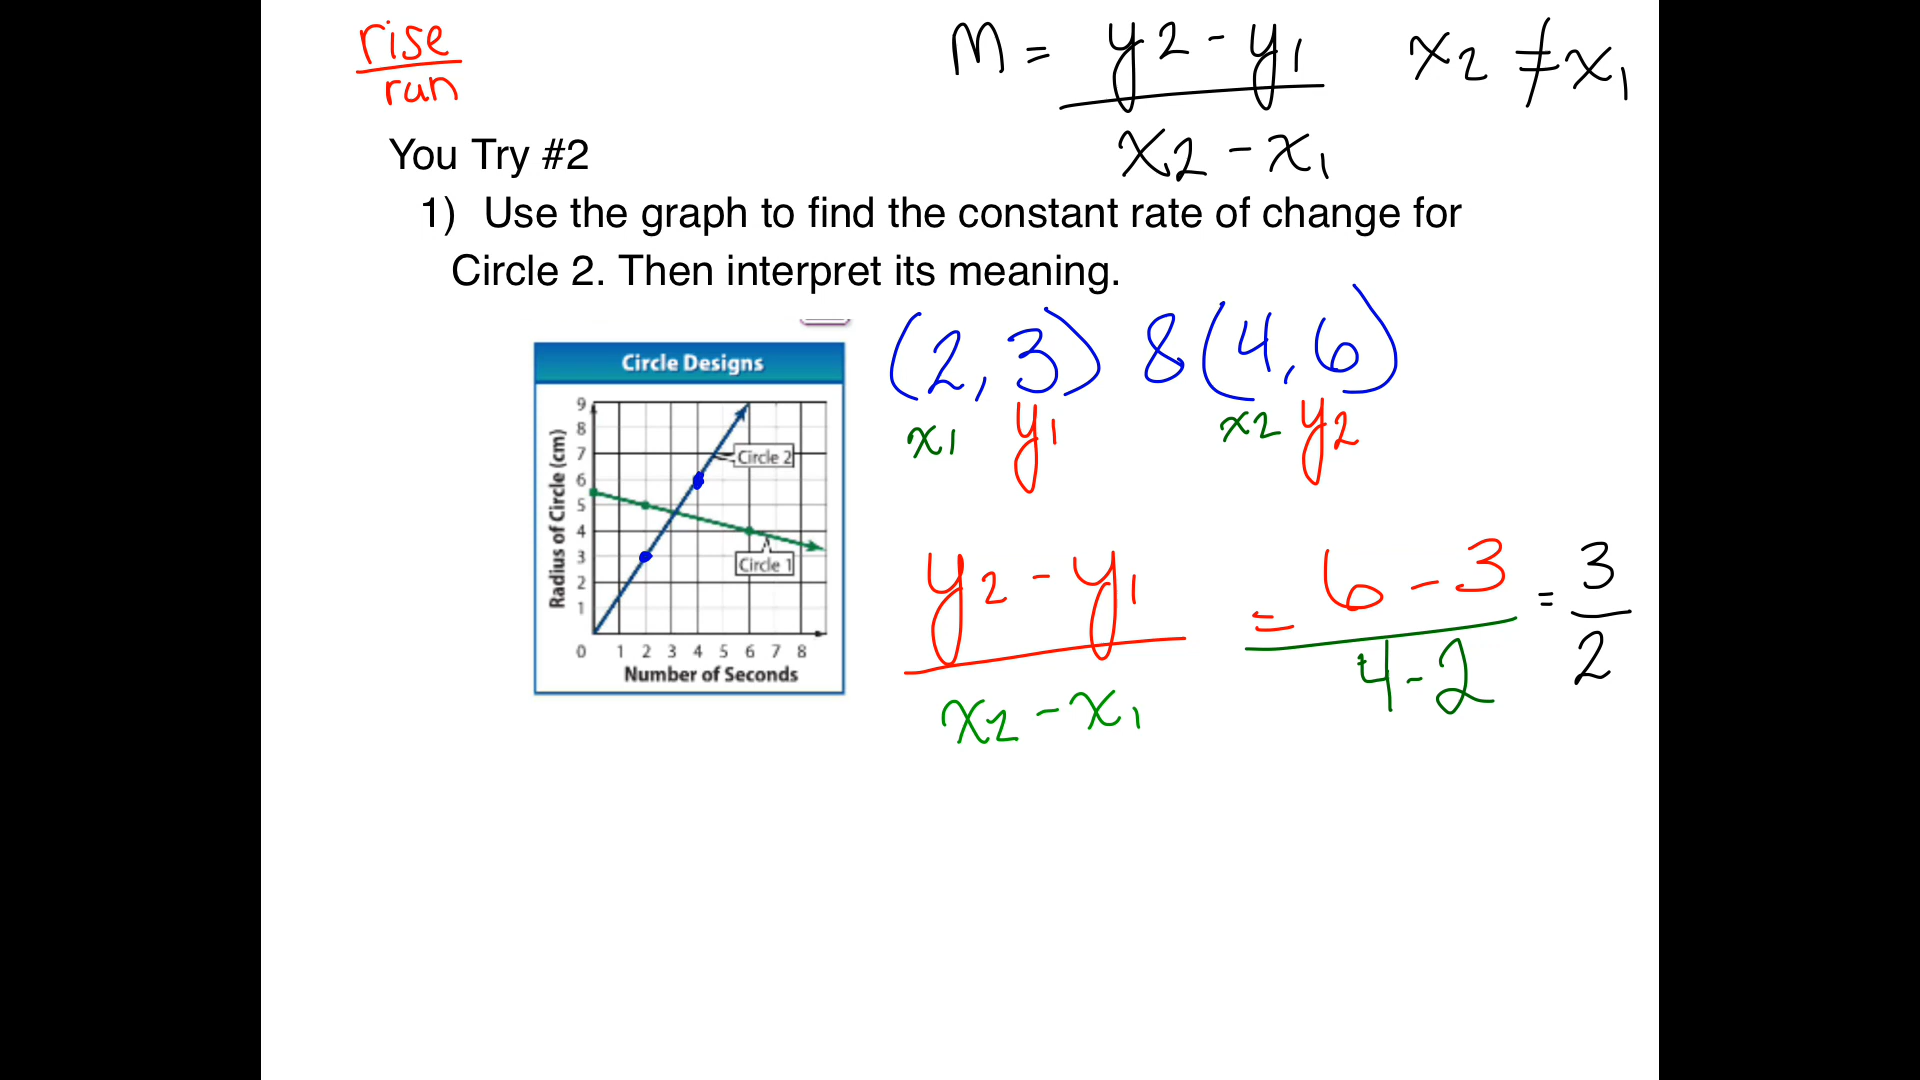 rise
run
m = y2 - y1 x2 ≠ x1
x2 - x1
You Try #2
1) Use the graph to find the constant rate of change for
Circle 2. Then interpret its meaning.
(2, 3) 8 (4, 6)
x1 y1 x2 y2
Circle Designs
Radius of Circle (cm)
9
8
7
6
5
4
3
2
1
Circle 2
Circle 1
0 1 2 3 4 5 6 7 8
Number of Seconds
y2 - y1 = 6 - 3 = 3
x2 - x1 4 - 2 2